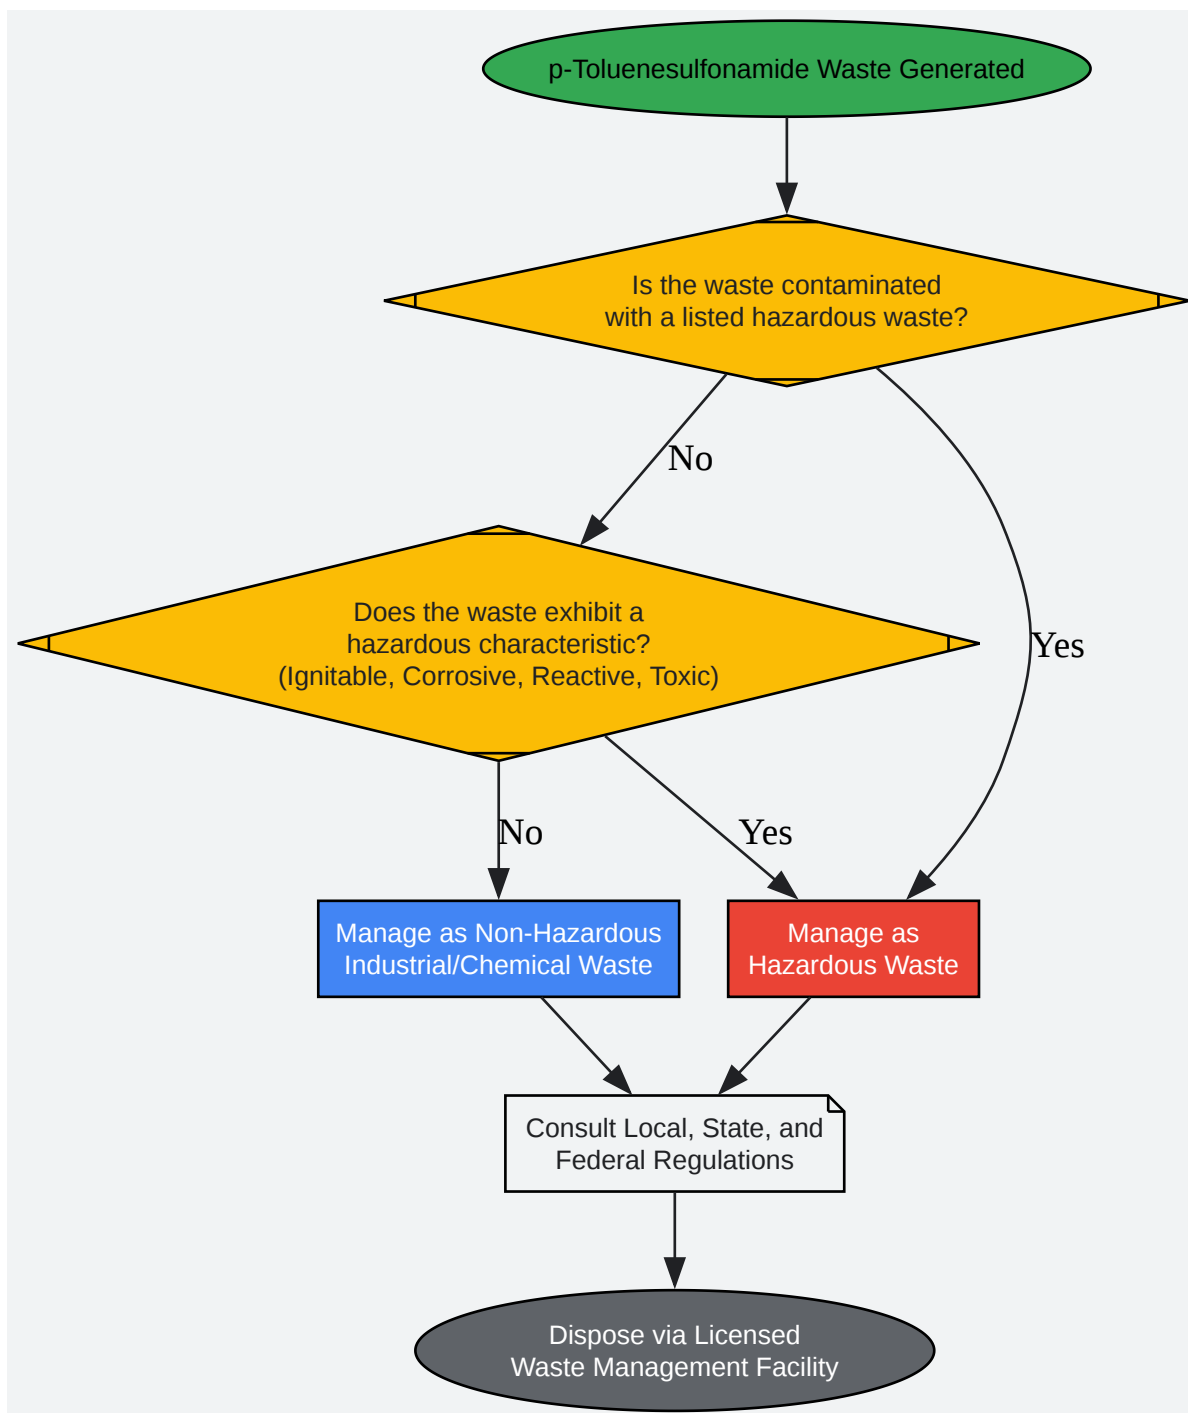 p-Toluenesulfonamide Waste Generated
Is the waste contaminated
with a listed hazardous waste?
No
Does the waste exhibit a
hazardous characteristic?
(Ignitable, Corrosive, Reactive, Toxic)
Yes
No
Yes
Manage as Non-Hazardous
Industrial/Chemical Waste
Manage as
Hazardous Waste
Consult Local, State, and
Federal Regulations
Dispose via Licensed
Waste Management Facility